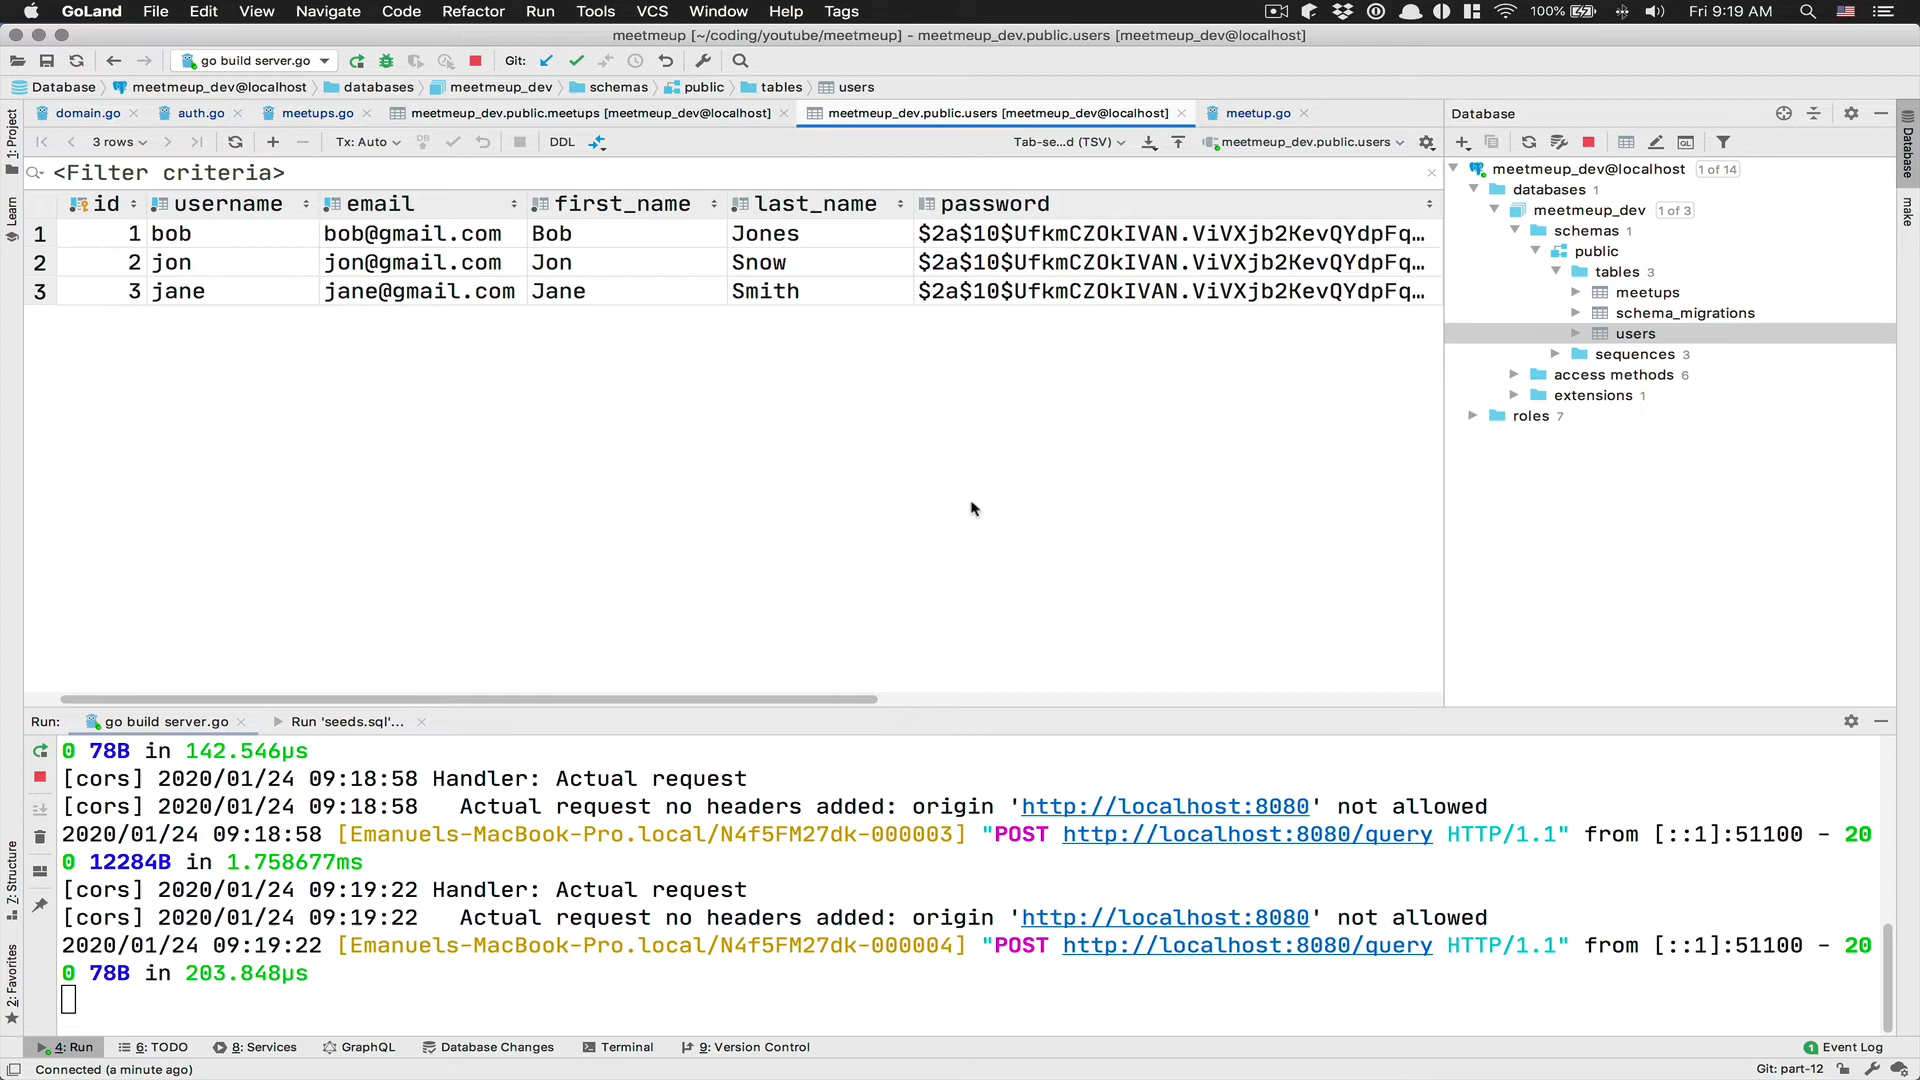 GoLand File Edit View Navigate Code Refactor Run Tools VCS Window Help Tags 100% Fri 9:19 AM
meetmeup [~/coding/youtube/meetmeup] - meetmeup_dev.public.users [meetmeup_dev@localhost]
go build server.go Git:
Database meetmeup_dev@localhost databases meetmeup_dev schemas public tables users
domain.go auth.go meetups.go meetmeup_dev.public.meetups [meetmeup_dev@localhost] meetmeup_dev.public.users [meetmeup_dev@localhost] meetup.go
3 rows Tx: Auto DB DDL Tab-se...d (TSV) meetmeup_dev.public.users
<Filter criteria>
id username email first_name last_name password
1 1 bob bob@gmail.com Bob Jones $2a$10$UfkmCZOkIVAN.ViVXjb2KevQYdpFq…
2 2 jon jon@gmail.com Jon Snow $2a$10$UfkmCZOkIVAN.ViVXjb2KevQYdpFq…
3 3 jane jane@gmail.com Jane Smith $2a$10$UfkmCZOkIVAN.ViVXjb2KevQYdpFq…
Database
QL
meetmeup_dev@localhost 1 of 14
databases 1
meetmeup_dev 1 of 3
schemas 1
public
tables 3
meetups
schema_migrations
users
sequences 3
access methods 6
extensions 1
roles 7
1: Project
Learn
Z: Structure
2: Favorites
Database
make
Run: go build server.go Run 'seeds.sql'...
0 78B in 142.546µs
[cors] 2020/01/24 09:18:58 Handler: Actual request
[cors] 2020/01/24 09:18:58   Actual request no headers added: origin 'http://localhost:8080' not allowed
2020/01/24 09:18:58 [Emanuels-MacBook-Pro.local/N4f5FM27dk-000003] "POST http://localhost:8080/query HTTP/1.1" from [::1]:51100 - 20
0 12284B in 1.758677ms
[cors] 2020/01/24 09:19:22 Handler: Actual request
[cors] 2020/01/24 09:19:22   Actual request no headers added: origin 'http://localhost:8080' not allowed
2020/01/24 09:19:22 [Emanuels-MacBook-Pro.local/N4f5FM27dk-000004] "POST http://localhost:8080/query HTTP/1.1" from [::1]:51100 - 20
0 78B in 203.848µs
4: Run 6: TODO 8: Services GraphQL Database Changes Terminal 9: Version Control 1 Event Log
Connected (a minute ago) Git: part-12